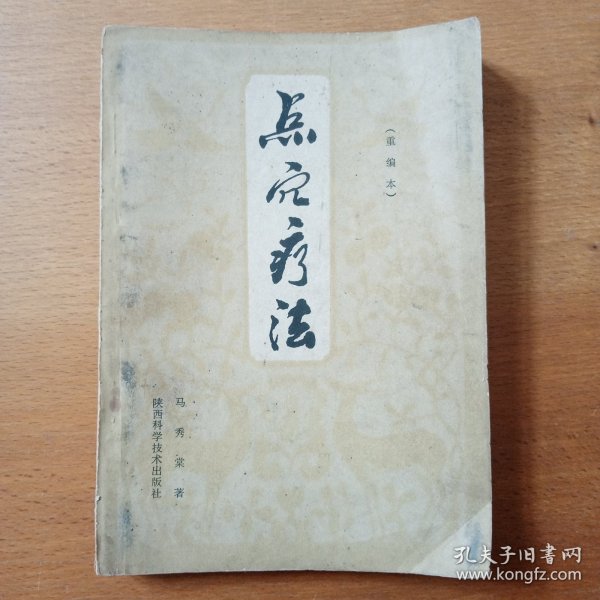 点穴疗法
（重编本）
马秀棠著
陕西科学技术出版社
孔夫子旧書网
www.kongfz.com